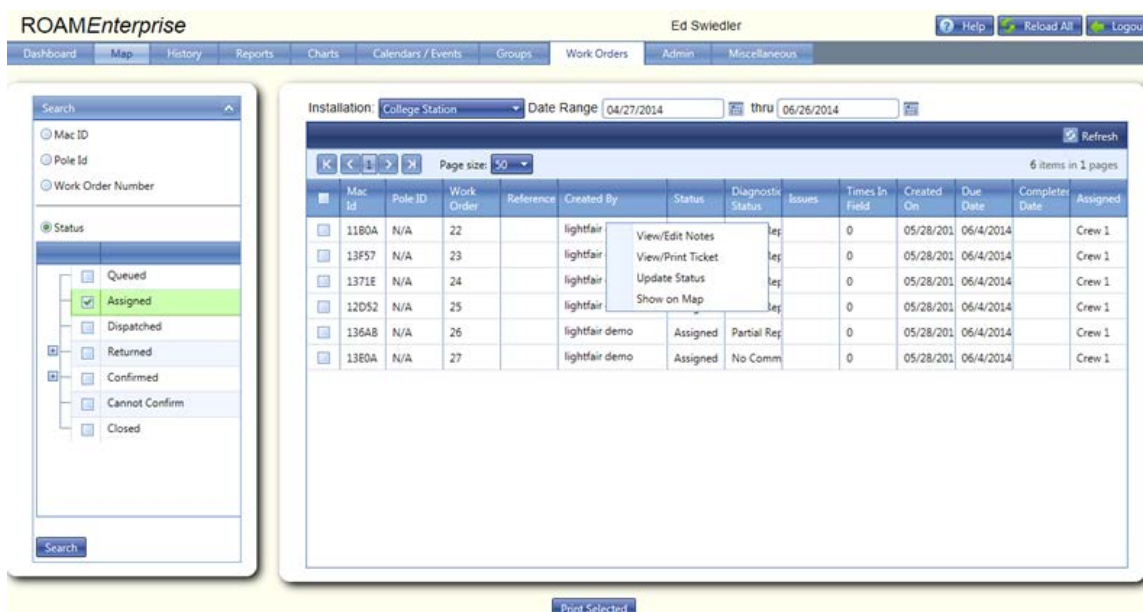 ROAMEnterprise
Ed Swiedler
Help Reload All Logou
Dashboard Map History Reports Charts Calendars / Events Groups Work Orders Admin Miscellaneous
Search
Mac ID
Pole Id
Work Order Number
Status
Queued
Assigned
Dispatched
Returned
Confirmed
Cannot Confirm
Closed
Search
Installation: College Station Date Range 04/27/2014 thru 06/26/2014
Refresh
1 Page size: 50 6 items in 1 pages
Mac Id Pole ID Work Order Reference Created By Status Diagnostic Status Issues Times In Field Created On Due Date Completed Date Assigned
11B0A N/A 22 lightfair Rep 0 05/28/201 06/4/2014 Crew 1
13F57 N/A 23 lightfair Rep 0 05/28/201 06/4/2014 Crew 1
1371E N/A 24 lightfair Rep 0 05/28/201 06/4/2014 Crew 1
12D52 N/A 25 lightfair Rep 0 05/28/201 06/4/2014 Crew 1
136AB N/A 26 lightfair demo Assigned Partial Rep 0 05/28/201 06/4/2014 Crew 1
13E0A N/A 27 lightfair demo Assigned No Comm 0 05/28/201 06/4/2014 Crew 1
View/Edit Notes
View/Print Ticket
Update Status
Show on Map
Print Selected